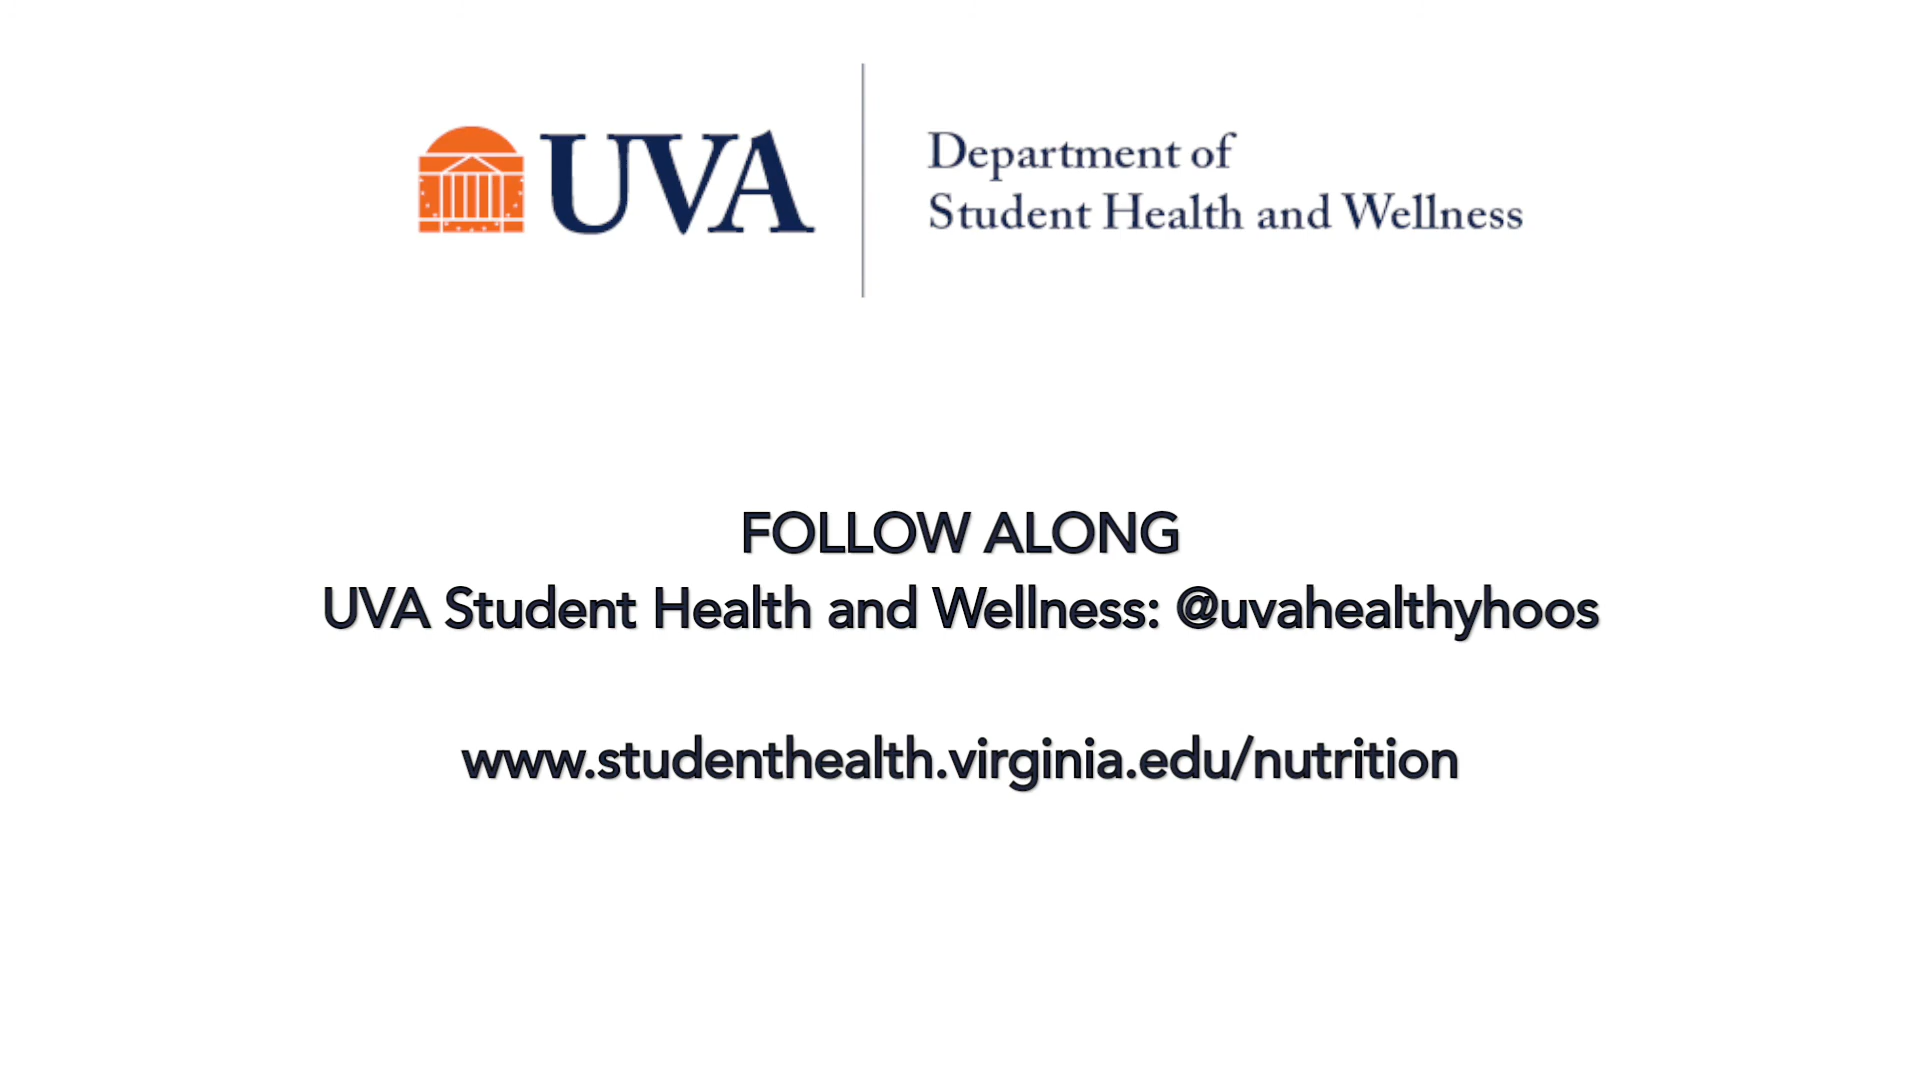 UVA
Department of
Student Health and Wellness
FOLLOW ALONG
UVA Student Health and Wellness: @uvahealthyhoos
www.studenthealth.virginia.edu/nutrition